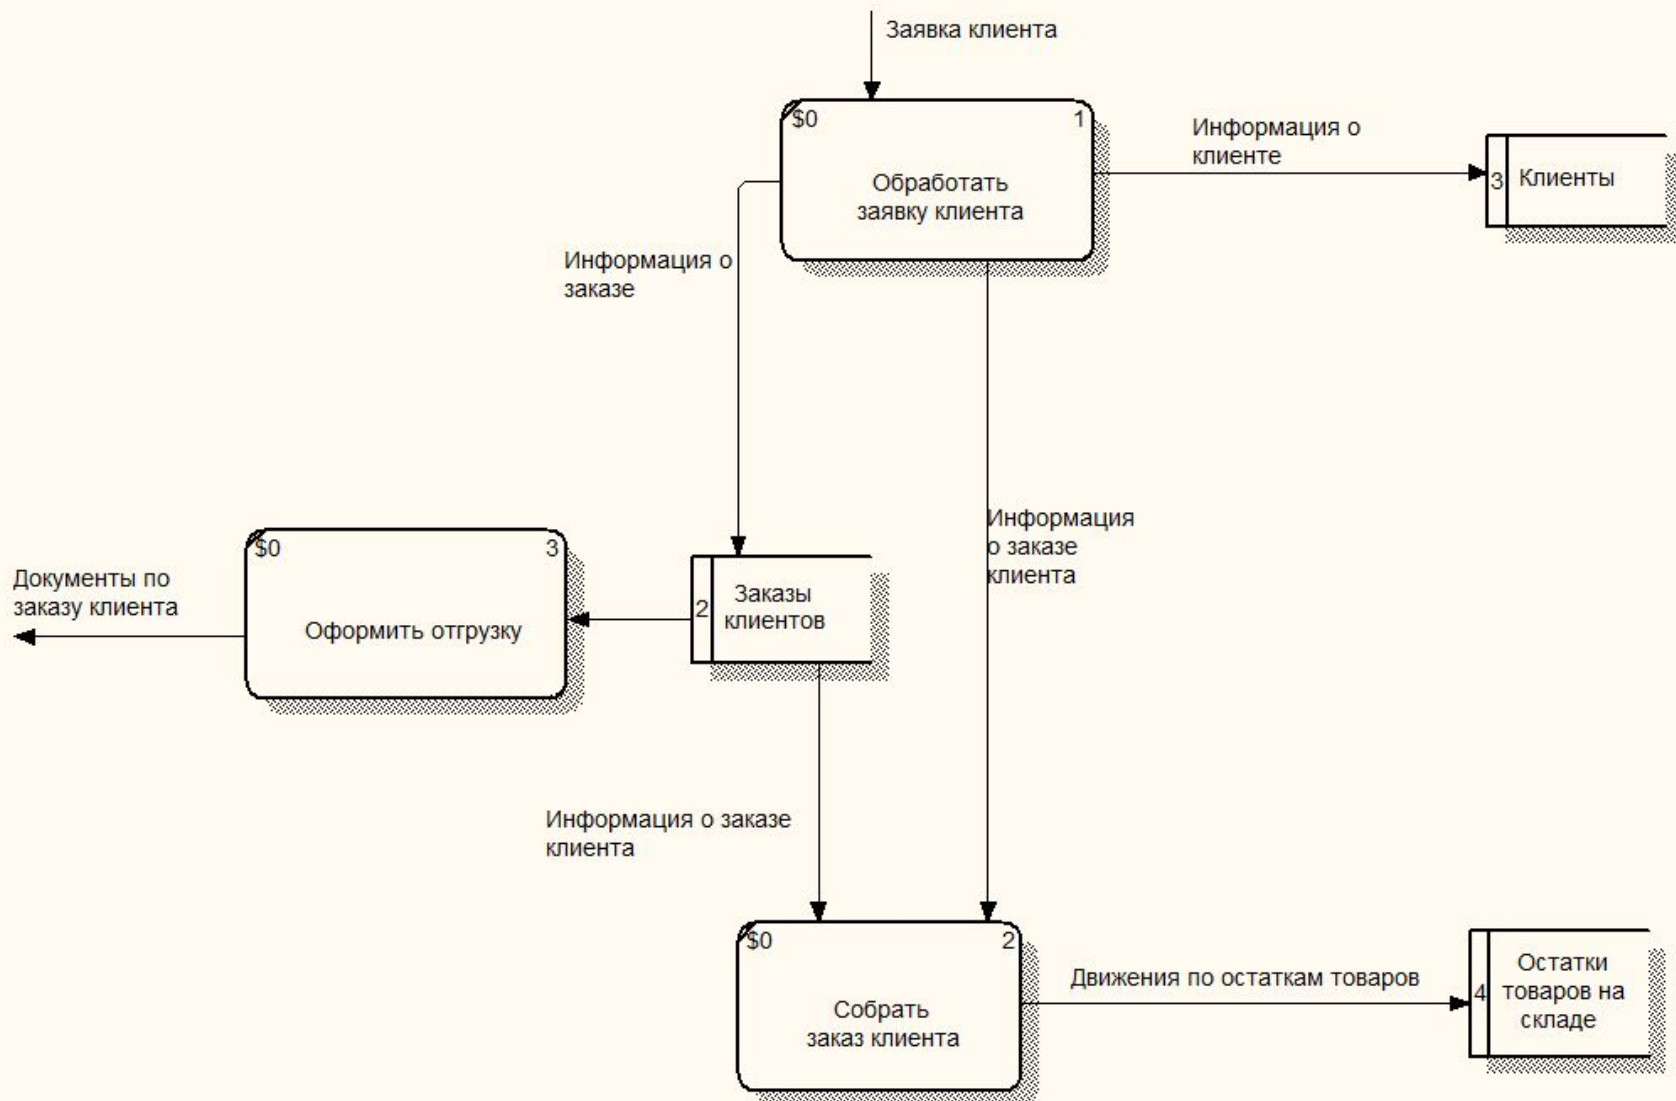 Заявка клиента
$0 1
Обработать
заявку клиента
Информация о
клиенте
3 Клиенты
Информация о
заказе
Информация
о заказе
клиента
$0 3
Оформить отгрузку
Документы по
заказу клиента
2 Заказы
клиентов
Информация о заказе
клиента
$0 2
Собрать
заказ клиента
Движения по остаткам товаров
4 Остатки
товаров на
складе